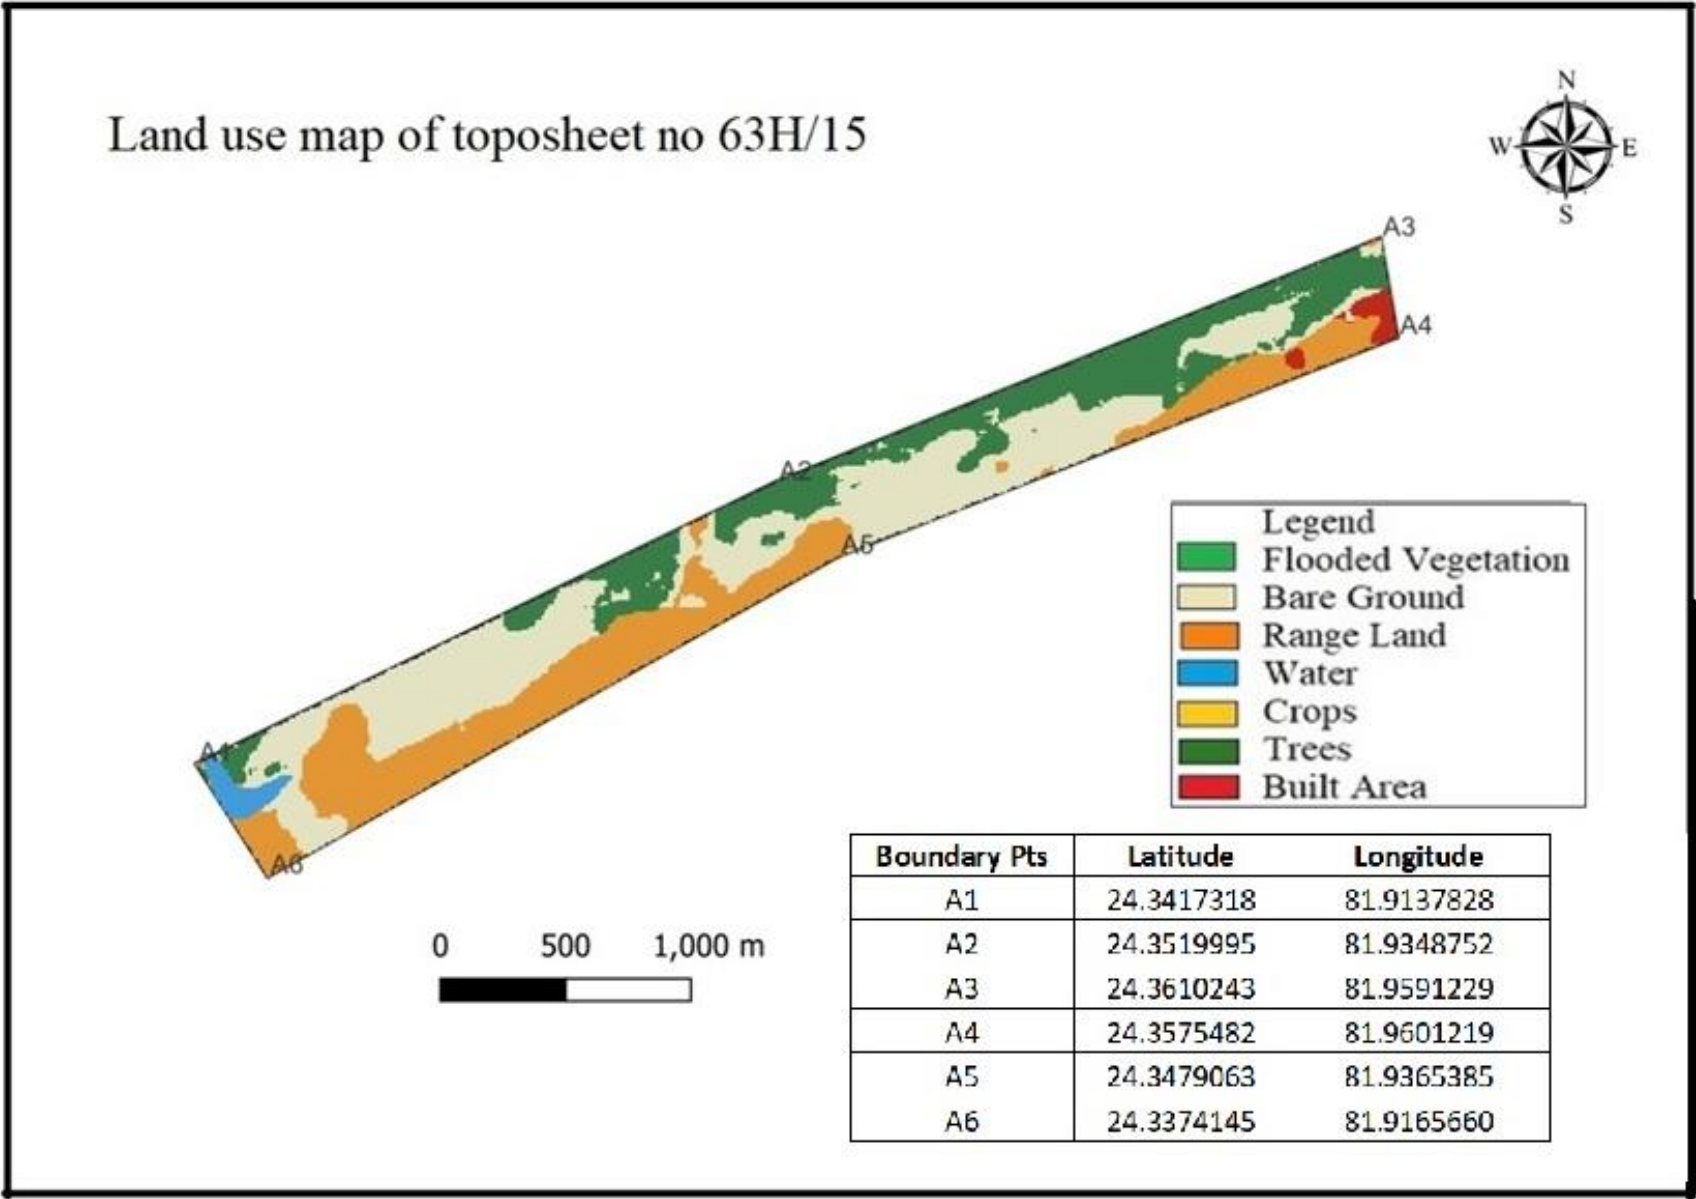 N
Land use map of toposheet no 63H/15
W E
S
A3
A4
A2
A5
A1
A6
Legend
Flooded Vegetation
Bare Ground
Range Land
Water
Crops
Trees
Built Area
0 500 1,000 m
Boundary Pts Latitude Longitude
A1 24.3417318 81.9137828
A2 24.3519995 81.9348752
A3 24.3610243 81.9591229
A4 24.3575482 81.9601219
A5 24.3479063 81.9365385
A6 24.3374145 81.9165660